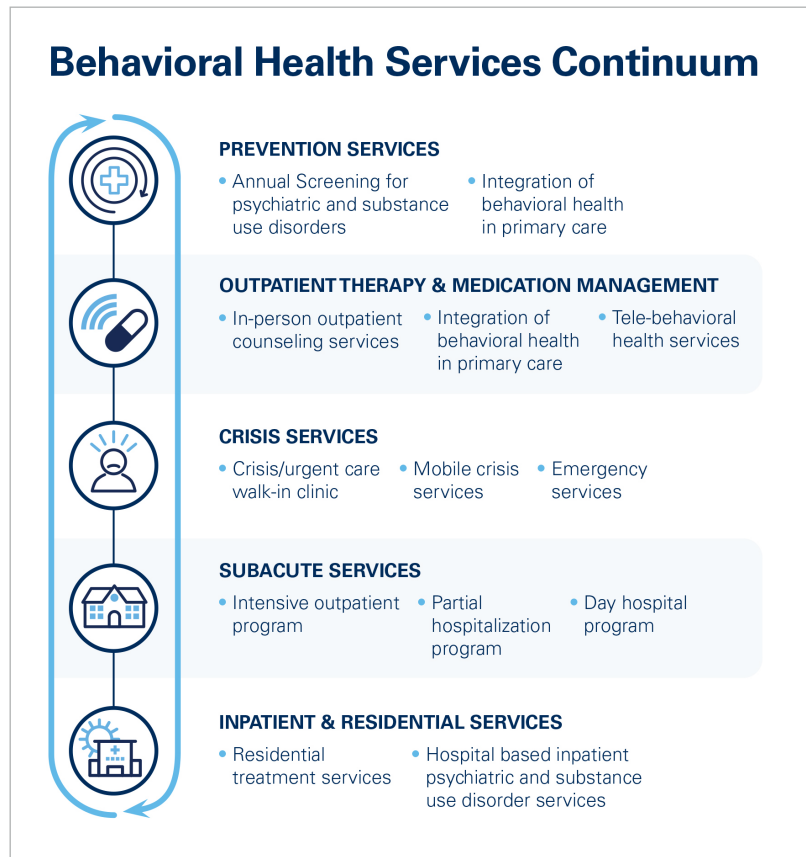 Behavioral Health Services Continuum
PREVENTION SERVICES
• Annual Screening for
psychiatric and substance
use disorders
• Integration of
behavioral health
in primary care
OUTPATIENT THERAPY & MEDICATION MANAGEMENT
• In-person outpatient
counseling services
• Integration of
behavioral health
in primary care
• Tele-behavioral
health services
CRISIS SERVICES
• Crisis/urgent care
walk-in clinic
• Mobile crisis
services
• Emergency
services
SUBACUTE SERVICES
• Intensive outpatient
program
• Partial
hospitalization
program
• Day hospital
program
INPATIENT & RESIDENTIAL SERVICES
• Residential
treatment services
• Hospital based inpatient
psychiatric and substance
use disorder services